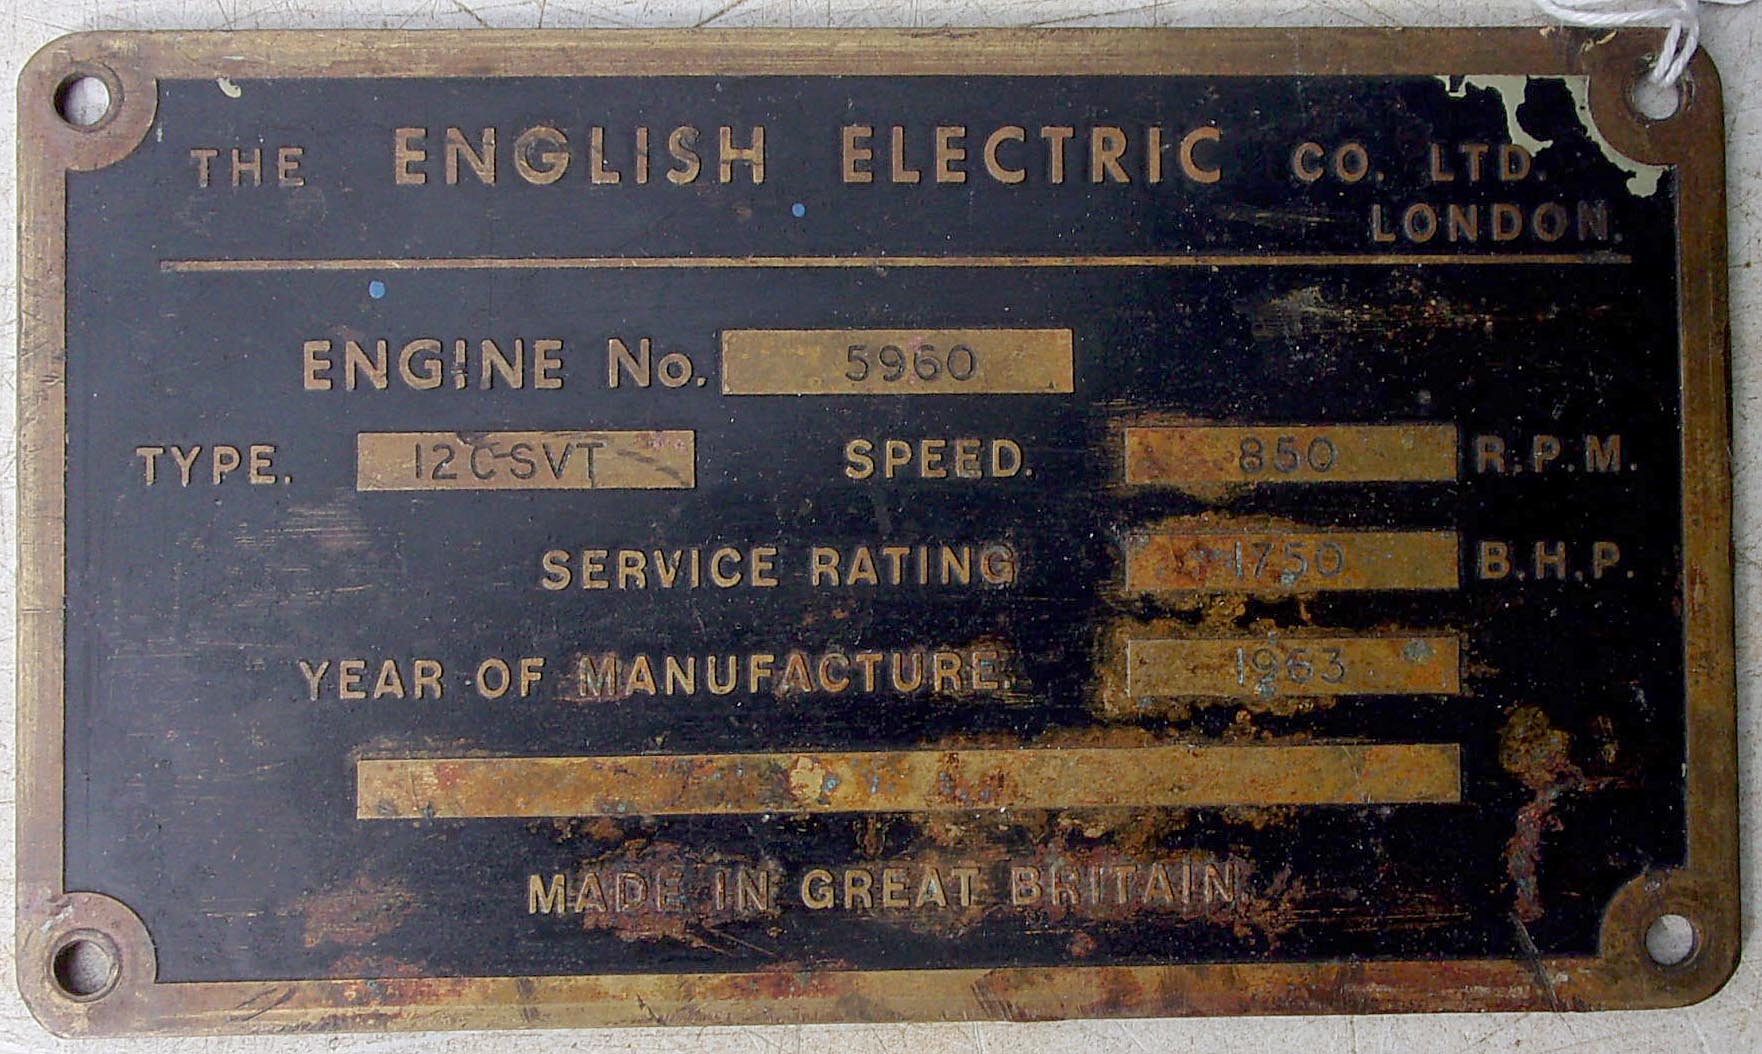 THE ENGLISH ELECTRIC CO. LTD.
LONDON.
ENGINE No. 5960
TYPE. 12CSVT SPEED. 850 R.P.M.
SERVICE RATING 1750 B.H.P.
YEAR OF MANUFACTURE. 1963
MADE IN GREAT BRITAIN